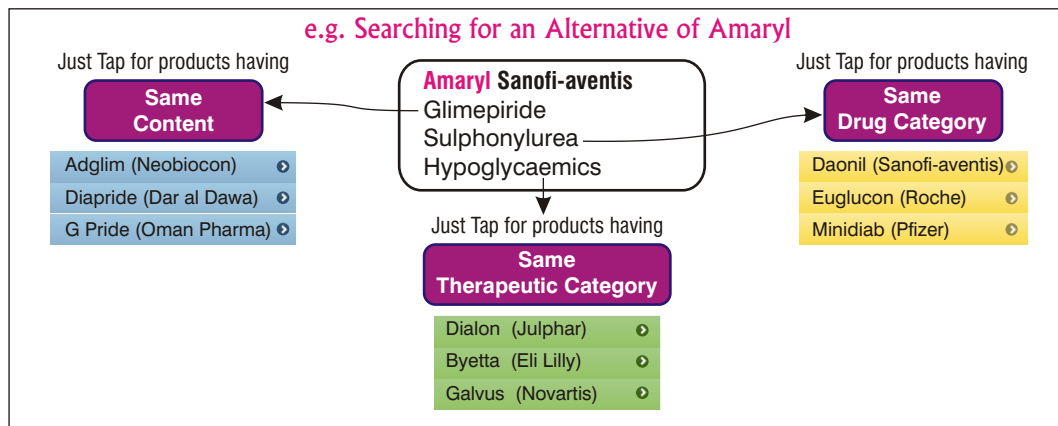 e.g. Searching for an Alternative of Amaryl
Just Tap for products having
Same
Content
Adglim (Neobiocon)
Diapride (Dar al Dawa)
G Pride (Oman Pharma)
Amaryl Sanofi-aventis
Glimepiride
Sulphonylurea
Hypoglycaemics
Just Tap for products having
Same
Therapeutic Category
Dialon (Julphar)
Byetta (Eli Lilly)
Galvus (Novartis)
Just Tap for products having
Same
Drug Category
Daonil (Sanofi-aventis)
Euglucon (Roche)
Minidiab (Pfizer)